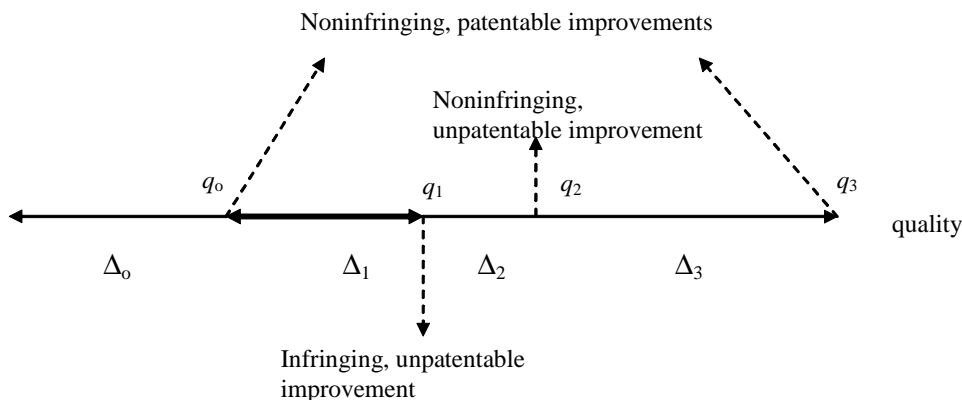 Noninfringing, patentable improvements
Noninfringing,
unpatentable improvement
qo q1 q2 q3
quality
Δo Δ1 Δ2 Δ3
Infringing, unpatentable
improvement